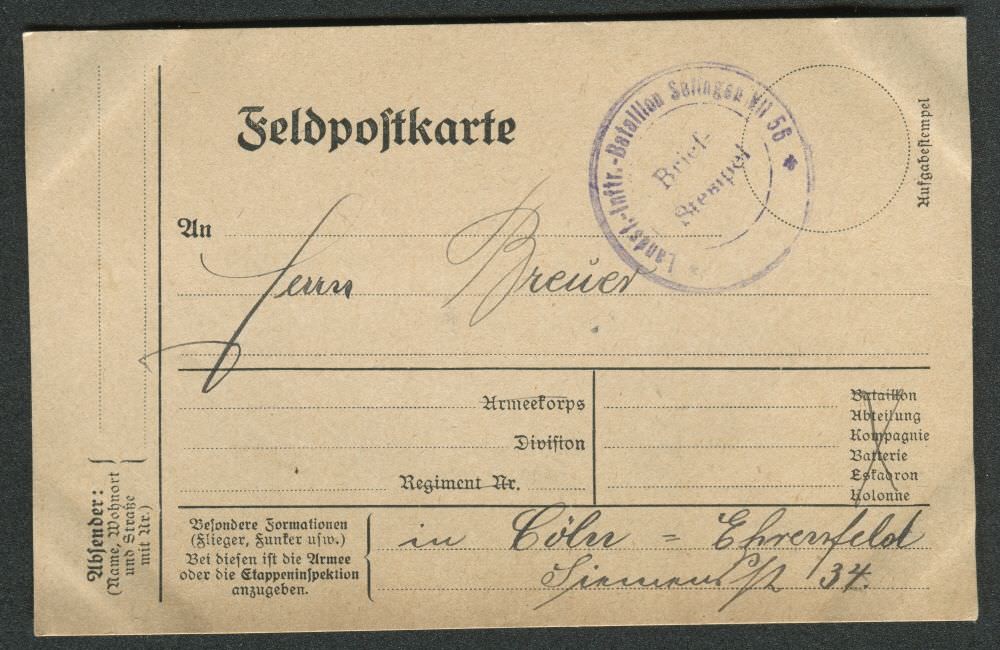 Feldpostkarte
Landst.-Inftr.-Bataillon Solingen VII 56 *
Brief-
Stempel
Aufgabestempel
An
Herrn Breuer
Armeekorps
Division
Regiment Nr.
Bataillon
Abteilung
Kompagnie
Batterie
Eskadron
Kolonne
Absender:
(Name, Wohnort
und Straße
mit Nr.)
Besondere Formationen
(Flieger, Funker usw.)
Bei diesen ist die Armee
oder die Etappeninspektion
anzugeben.
in Cöln = Ehrenfeld
Siemensst 34.